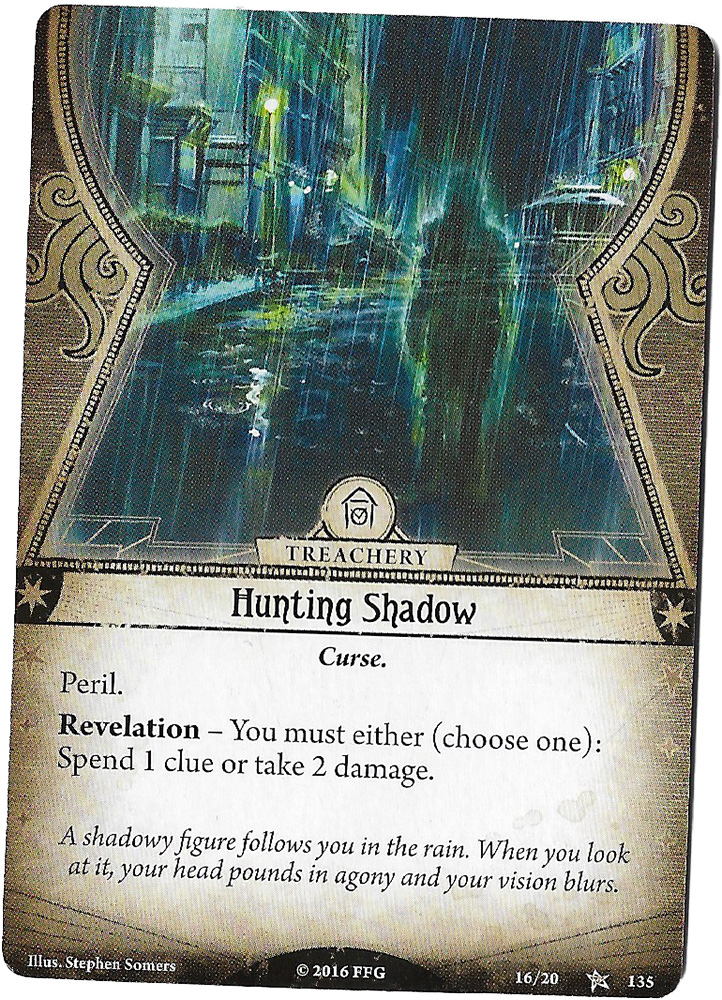 TREACHERY
Hunting Shadow
Curse.
Peril.
Revelation – You must either (choose one):
Spend 1 clue or take 2 damage.
A shadowy figure follows you in the rain. When you look
at it, your head pounds in agony and your vision blurs.
Illus. Stephen Somers
© 2016 FFG
16/20
135